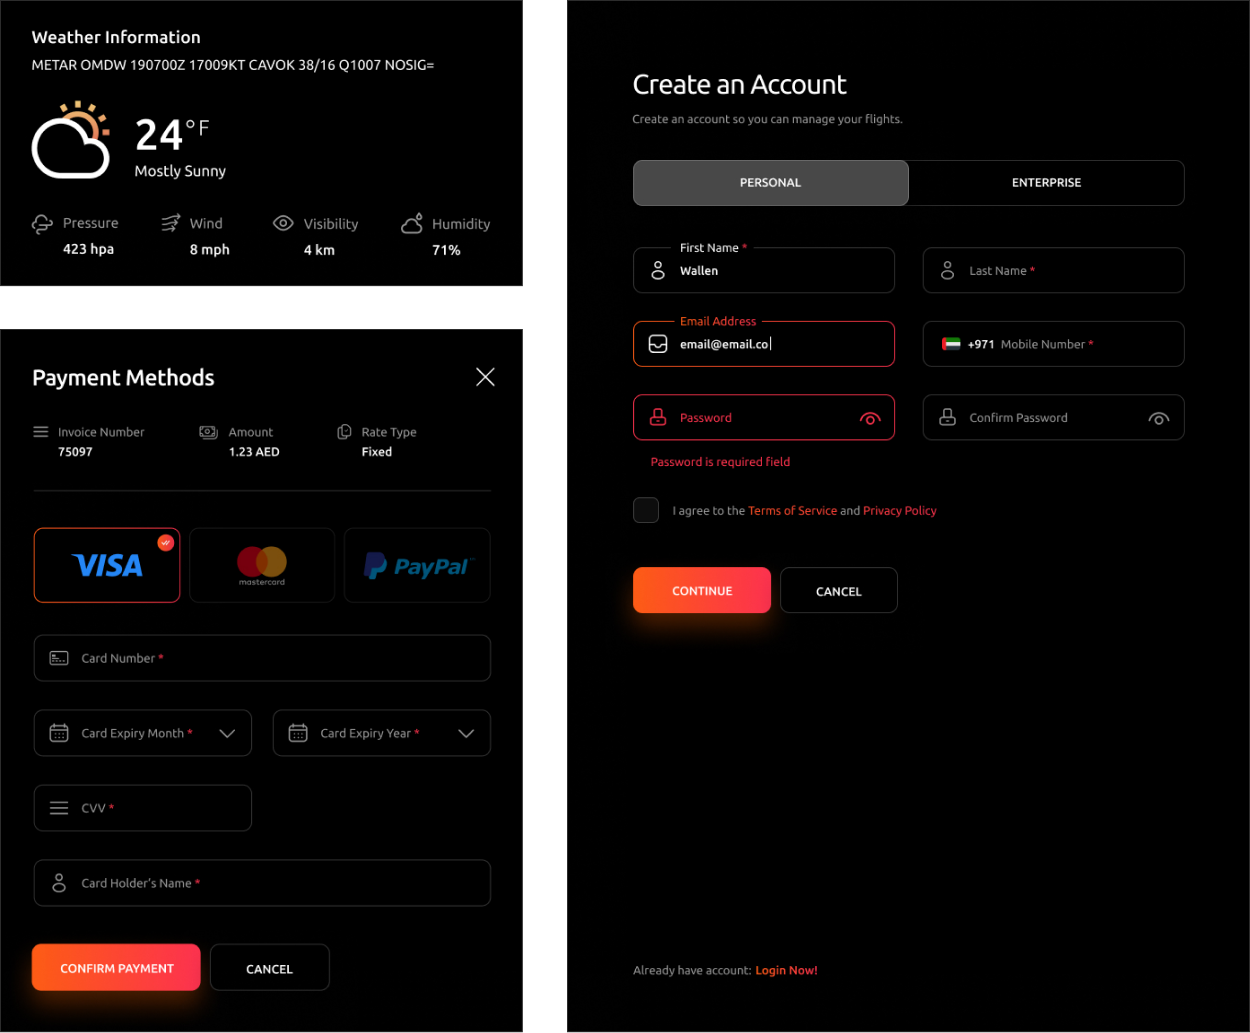 Weather Information
METAR OMDW 190700Z 17009KT CAVOK 38/16 Q1007 NOSIG=
24°F
Mostly Sunny
Pressure Wind Visibility Humidity
423 hpa 8 mph 4 km 71%
Payment Methods
Invoice Number Amount Rate Type
75097 1.23 AED Fixed
VISA mastercard PayPal
Card Number *
Card Expiry Month * Card Expiry Year *
CVV *
Card Holder's Name *
CONFIRM PAYMENT CANCEL
Create an Account
Create an account so you can manage your flights.
PERSONAL ENTERPRISE
First Name *
Wallen Last Name *
Email Address
email@email.co +971 Mobile Number *
Password Confirm Password
Password is required field
I agree to the Terms of Service and Privacy Policy
CONTINUE CANCEL
Already have account: Login Now!